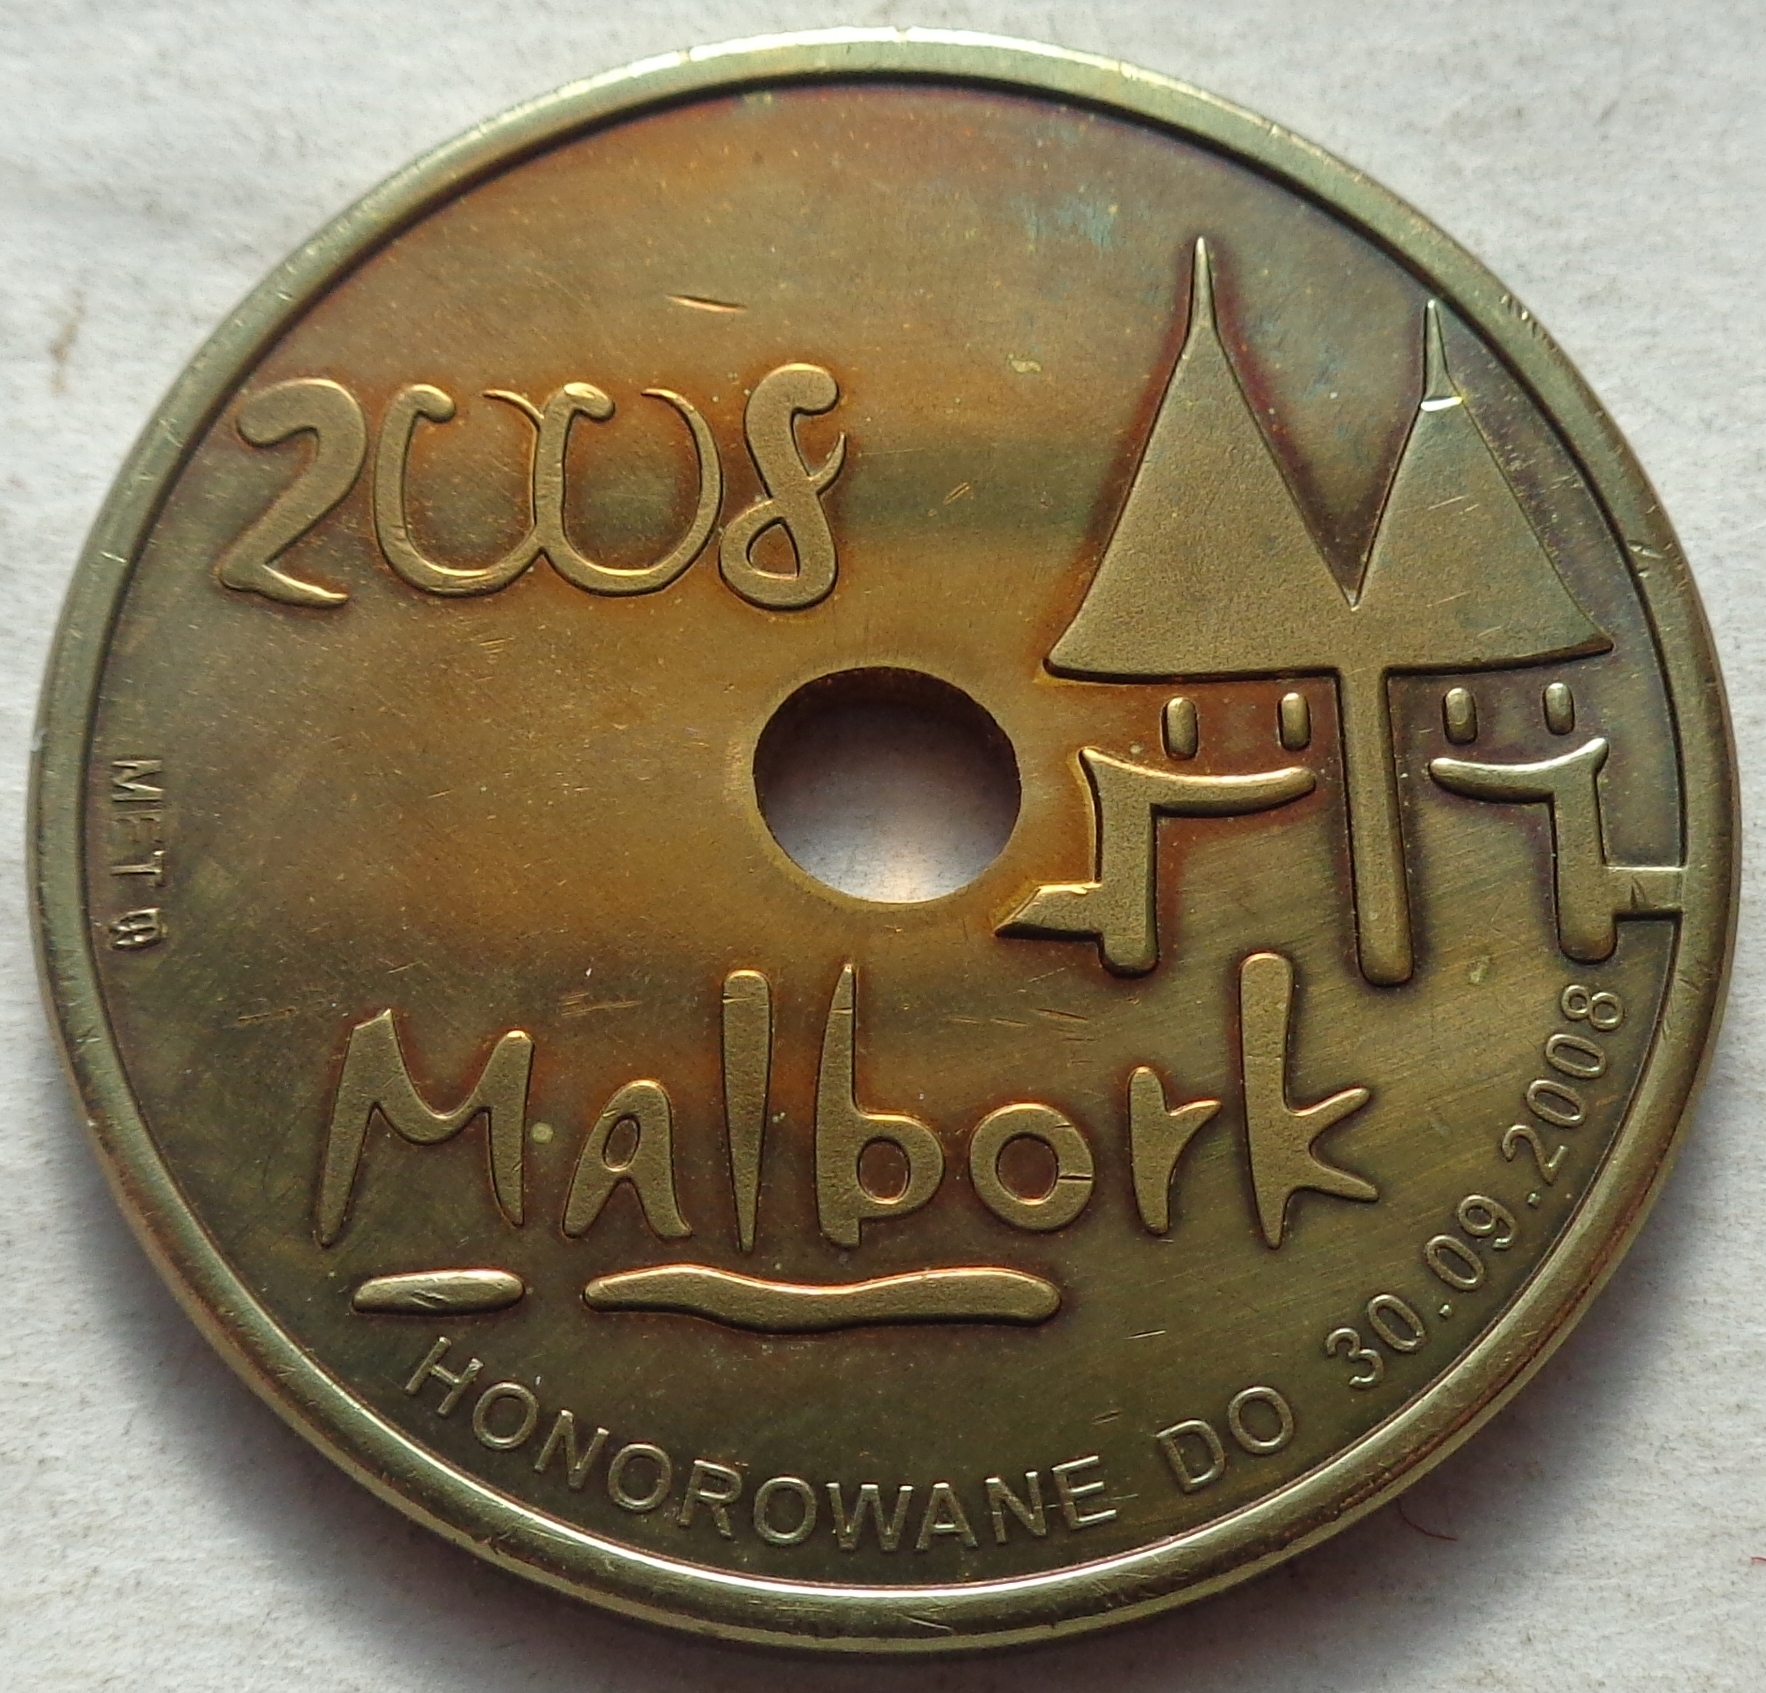 2008
MET
Malbork
HONOROWANE DO 30.09.2008